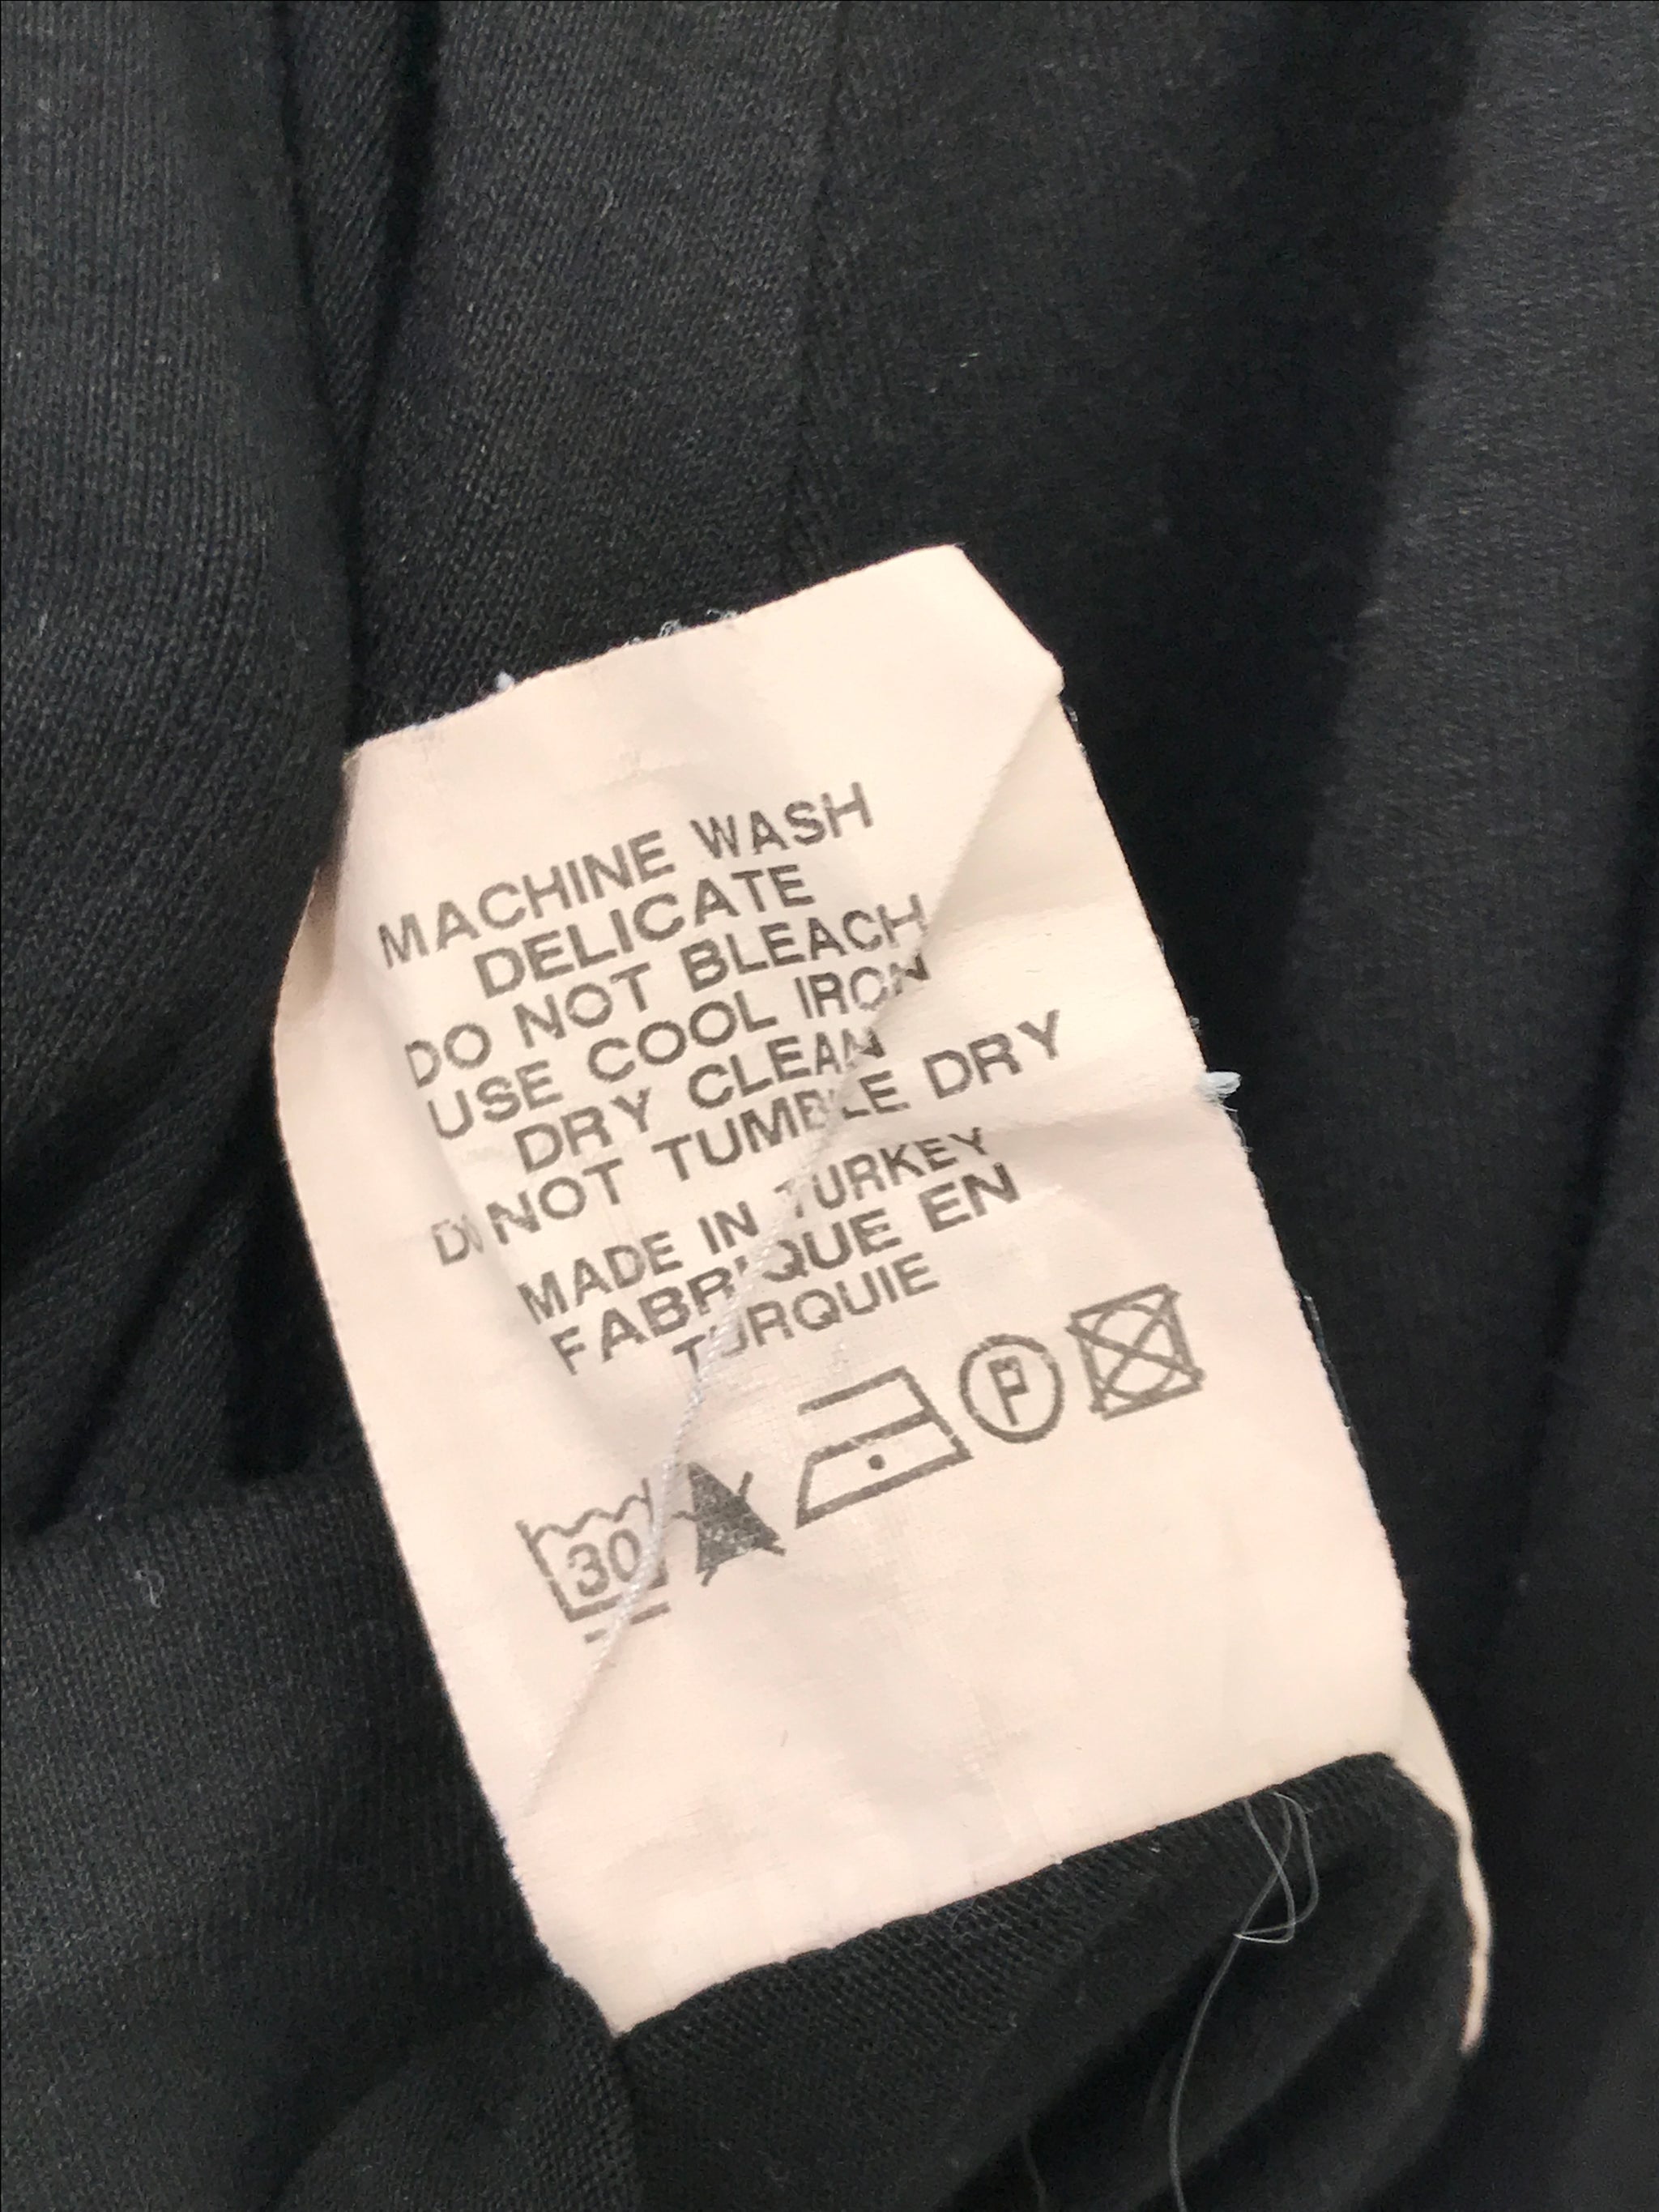 MACHINE WASH
DELICATE
DO NOT BLEACH
USE COOL IRON
DRY CLEAN
DO NOT TUMBLE DRY
MADE IN TURKEY
FABRIQUE EN
TURQUIE
30 P